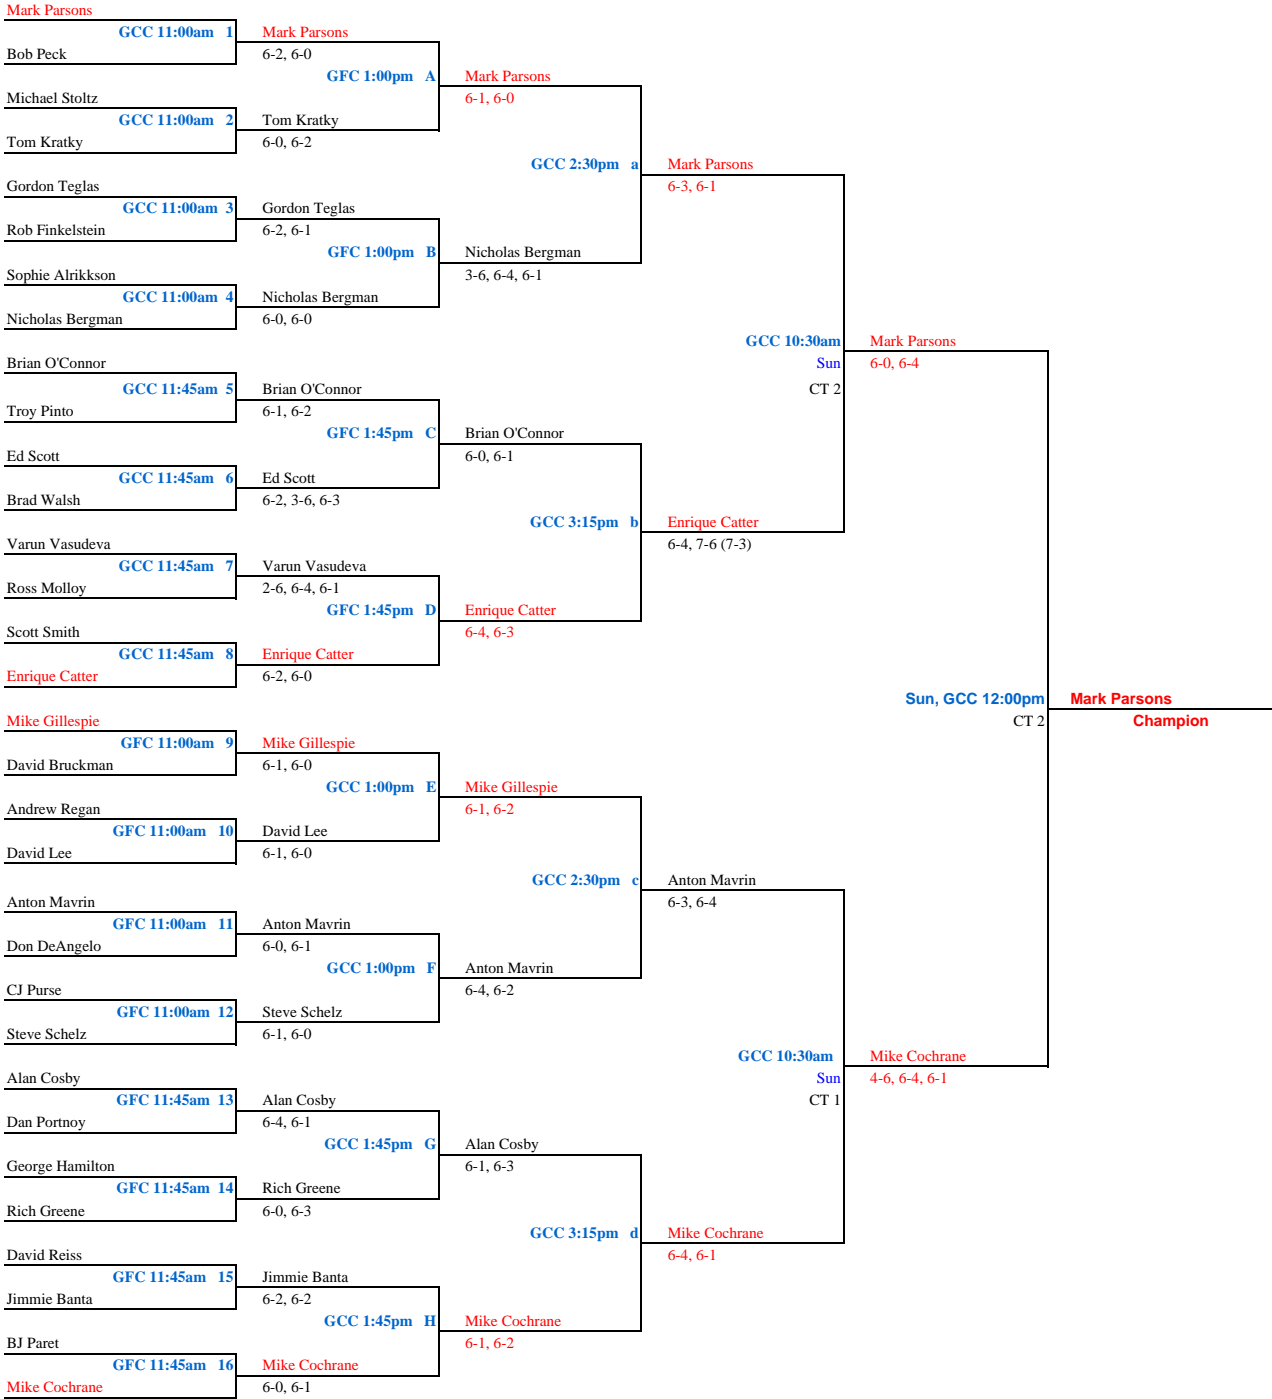 Mark Parsons
GCC 11:00am 1
Bob Peck
Mark Parsons
6-2, 6-0
GFC 1:00pm A
Michael Stoltz
GCC 11:00am 2
Tom Kratky
Tom Kratky
6-0, 6-2
Mark Parsons
6-1, 6-0
GCC 2:30pm a
Gordon Teglas
GCC 11:00am 3
Rob Finkelstein
Gordon Teglas
6-2, 6-1
GFC 1:00pm B
Sophie Alrikkson
GCC 11:00am 4
Nicholas Bergman
Nicholas Bergman
6-0, 6-0
Nicholas Bergman
3-6, 6-4, 6-1
Mark Parsons
6-3, 6-1
GCC 10:30am
Sun
CT 2
Brian O'Connor
GCC 11:45am 5
Troy Pinto
Brian O'Connor
6-1, 6-2
GFC 1:45pm C
Ed Scott
GCC 11:45am 6
Brad Walsh
Ed Scott
6-2, 3-6, 6-3
Brian O'Connor
6-0, 6-1
GCC 3:15pm b
Varun Vasudeva
GCC 11:45am 7
Ross Molloy
Varun Vasudeva
2-6, 6-4, 6-1
GFC 1:45pm D
Scott Smith
GCC 11:45am 8
Enrique Catter
Enrique Catter
6-2, 6-0
Enrique Catter
6-4, 6-3
Enrique Catter
6-4, 7-6 (7-3)
Mark Parsons
6-0, 6-4
Sun, GCC 12:00pm
CT 2
Mark Parsons
Champion
Mike Gillespie
GFC 11:00am 9
David Bruckman
Mike Gillespie
6-1, 6-0
GCC 1:00pm E
Andrew Regan
GFC 11:00am 10
David Lee
David Lee
6-1, 6-0
Mike Gillespie
6-1, 6-2
GCC 2:30pm c
Anton Mavrin
GFC 11:00am 11
Don DeAngelo
Anton Mavrin
6-0, 6-1
GCC 1:00pm F
CJ Purse
GFC 11:00am 12
Steve Schelz
Steve Schelz
6-1, 6-0
Anton Mavrin
6-4, 6-2
Anton Mavrin
6-3, 6-4
GCC 10:30am
Sun
CT 1
Mike Cochrane
4-6, 6-4, 6-1
Alan Cosby
GFC 11:45am 13
Dan Portnoy
Alan Cosby
6-4, 6-1
GCC 1:45pm G
George Hamilton
GFC 11:45am 14
Rich Greene
Rich Greene
6-0, 6-3
Alan Cosby
6-1, 6-3
GCC 3:15pm d
Mike Cochrane
6-4, 6-1
David Reiss
GFC 11:45am 15
Jimmie Banta
Jimmie Banta
6-2, 6-2
GCC 1:45pm H
BJ Paret
GFC 11:45am 16
Mike Cochrane
Mike Cochrane
6-0, 6-1
Mike Cochrane
6-1, 6-2